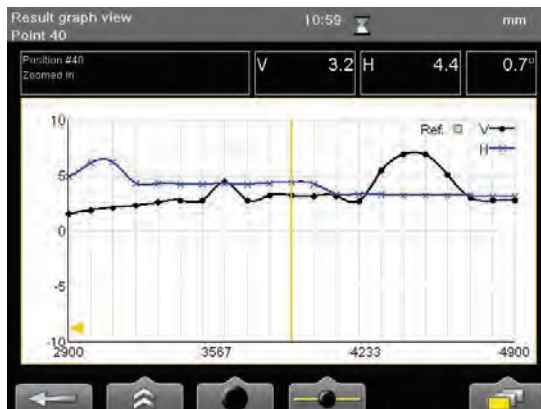 Result graph view 10:59 mm
Point 40
Position #40
Zoomed in
V 3.2 H 4.4 0.7°
10
Ref. V
H
5
0
-5
-10
2900 3567 4233 4900